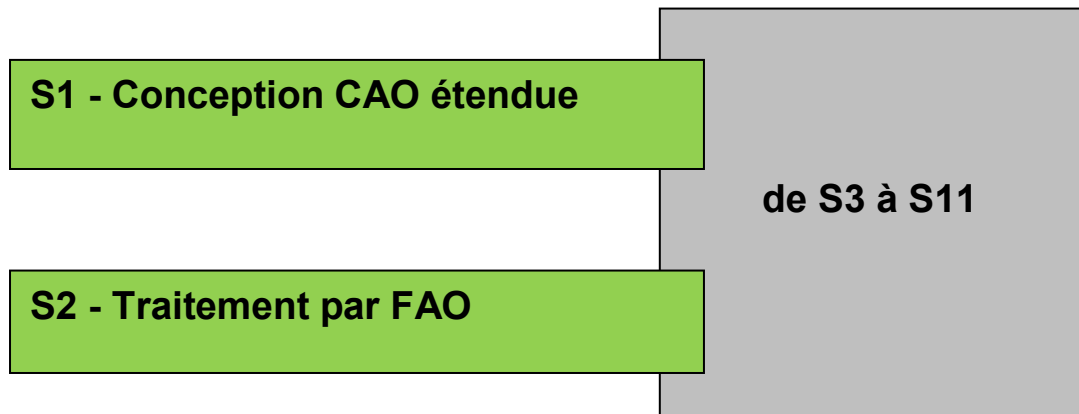 S1 - Conception CAO étendue
de S3 à S11
S2 - Traitement par FAO